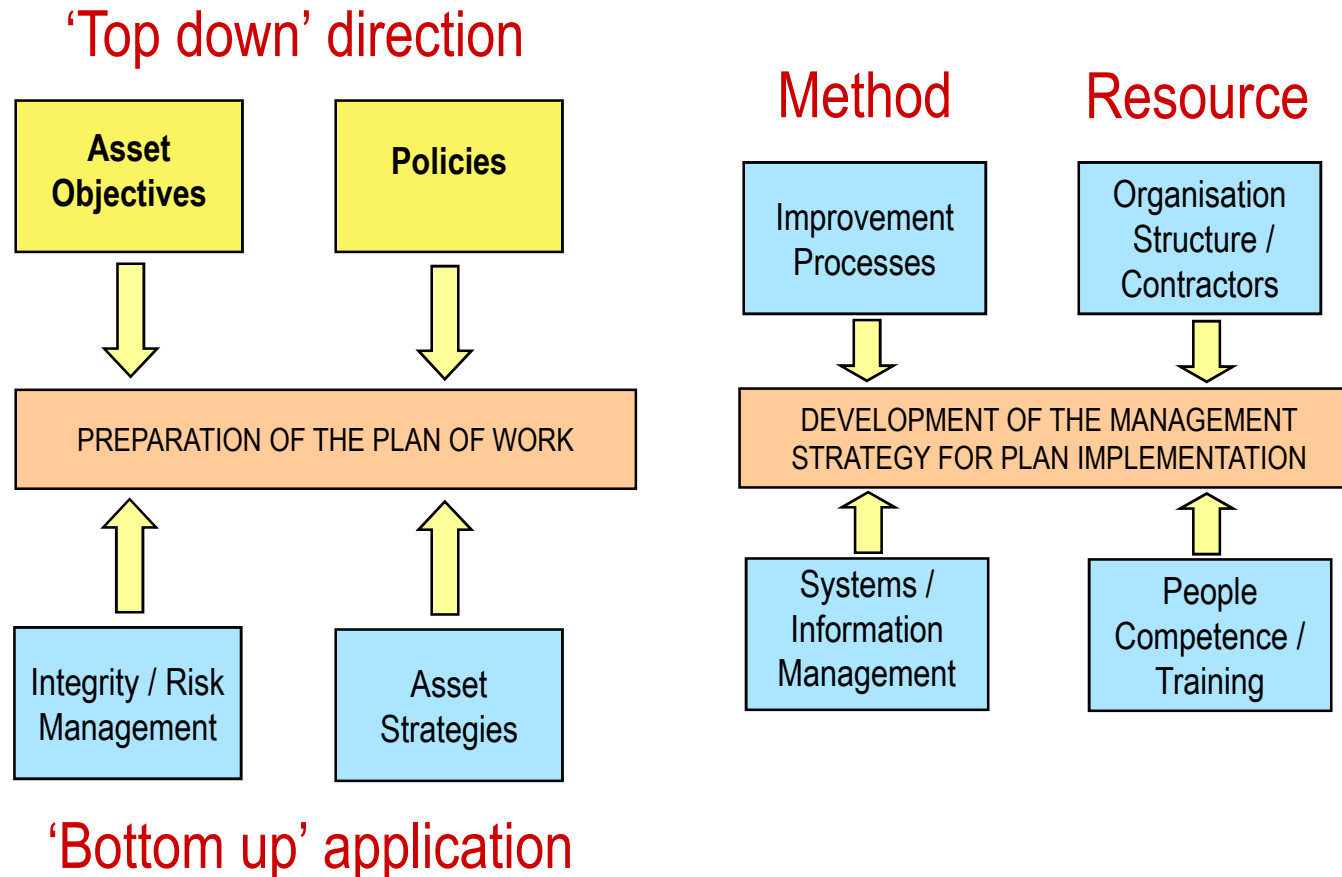 ‘Top down’ direction
Asset
Objectives
Policies
PREPARATION OF THE PLAN OF WORK
Integrity / Risk
Management
Asset
Strategies
‘Bottom up’ application
Method
Resource
Improvement
Processes
Organisation
Structure /
Contractors
DEVELOPMENT OF THE MANAGEMENT
STRATEGY FOR PLAN IMPLEMENTATION
Systems /
Information
Management
People
Competence /
Training